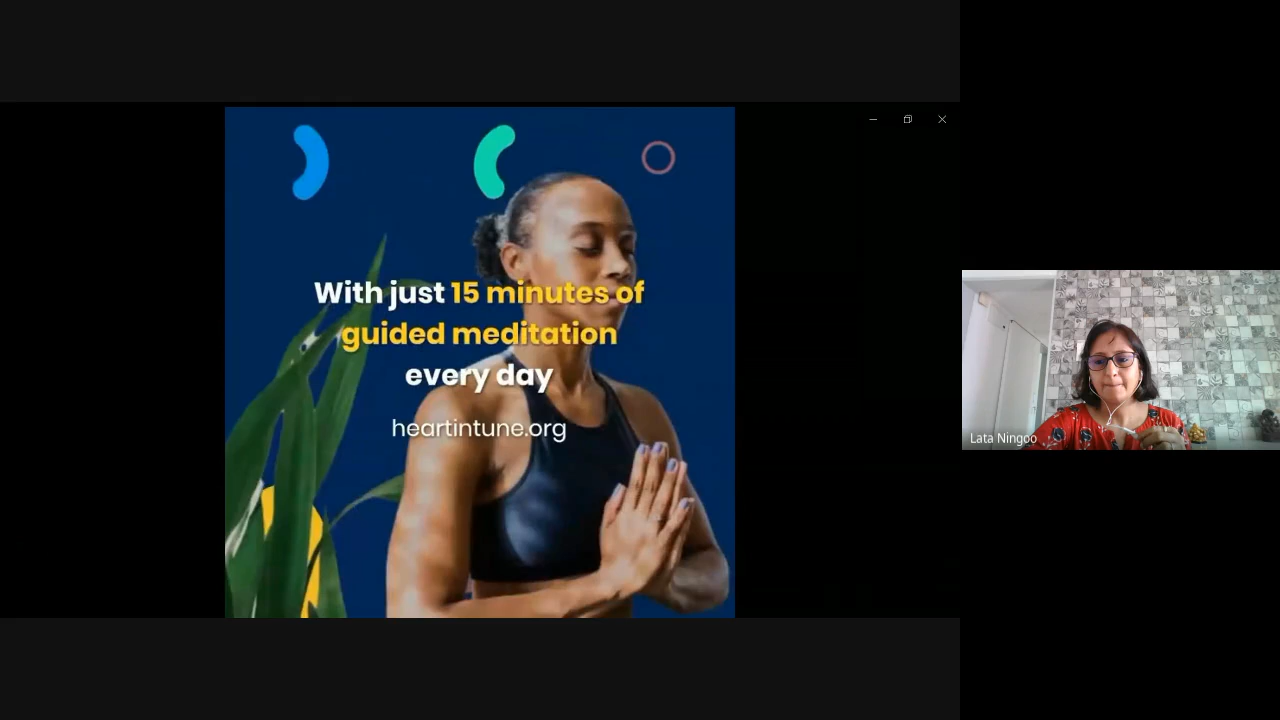 With just 15 minutes of
guided meditation
every day
heartintune.org
Lata Ningoo